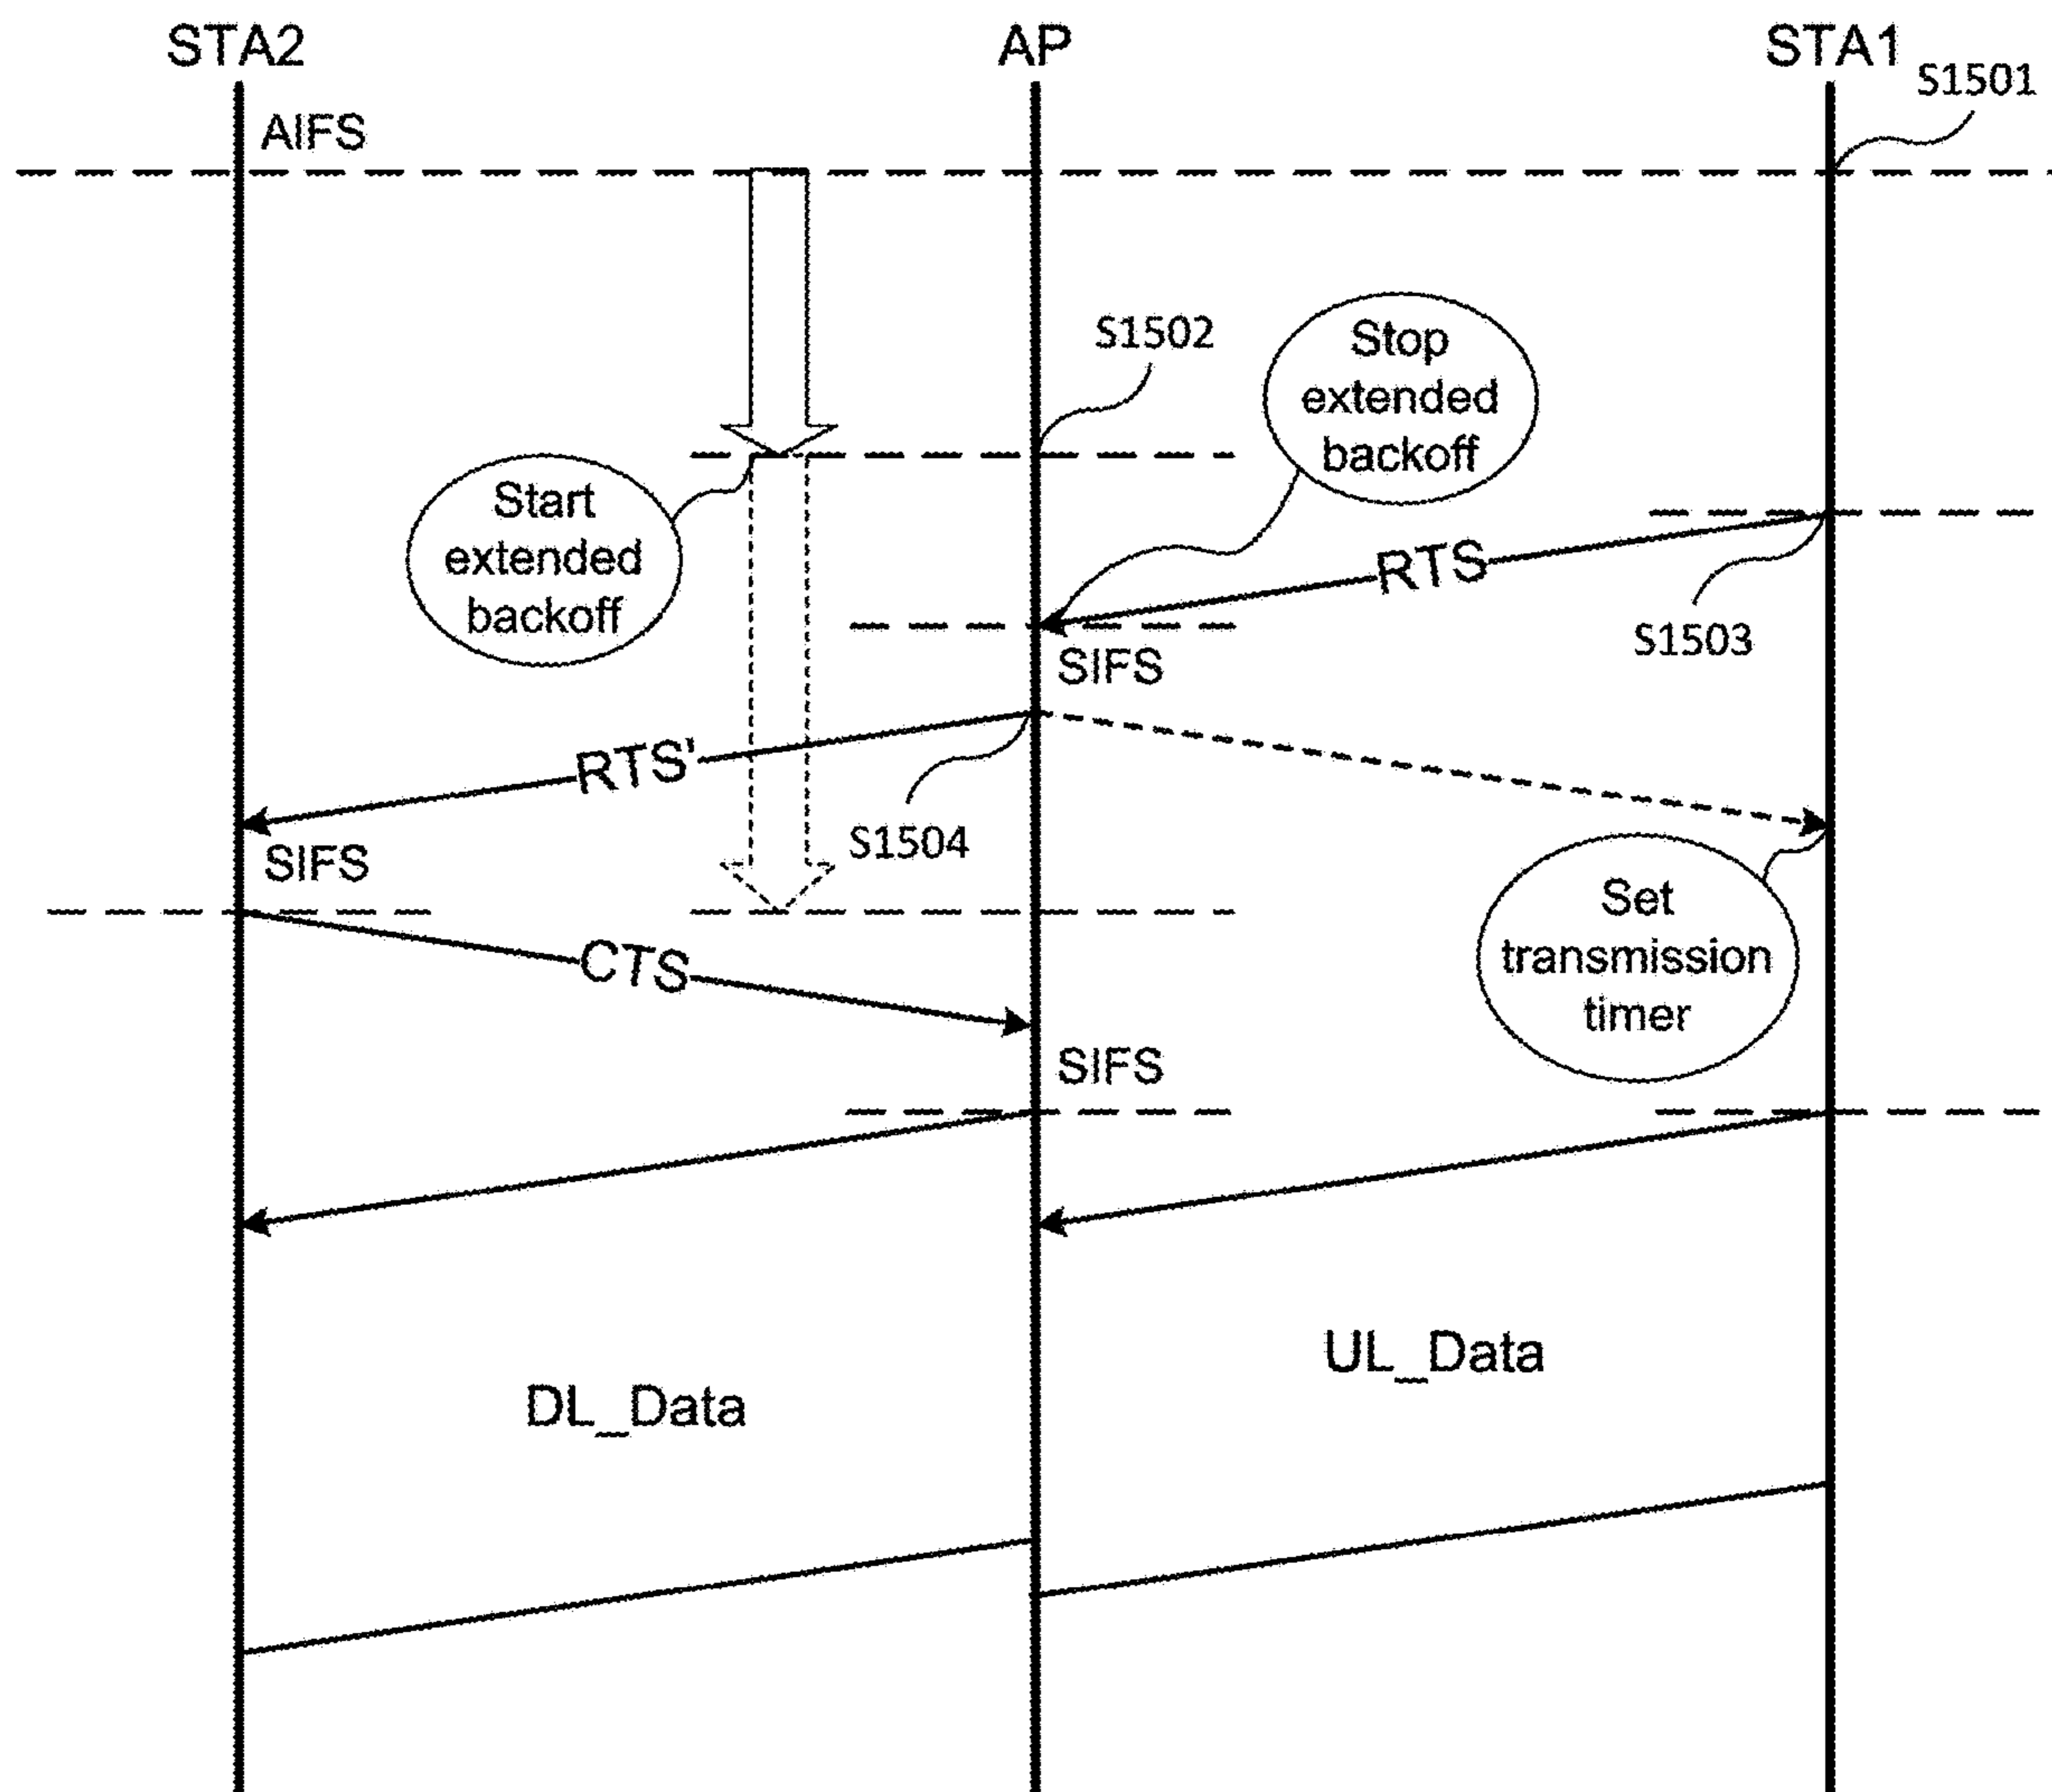 STA2
AP
STA1
S1501
AIFS
S1502
Stop
extended
backoff
Start
extended
backoff
RTS
S1503
SIFS
RTS'
S1504
SIFS
Set
transmission
timer
CTS
SIFS
UL_Data
DL_Data